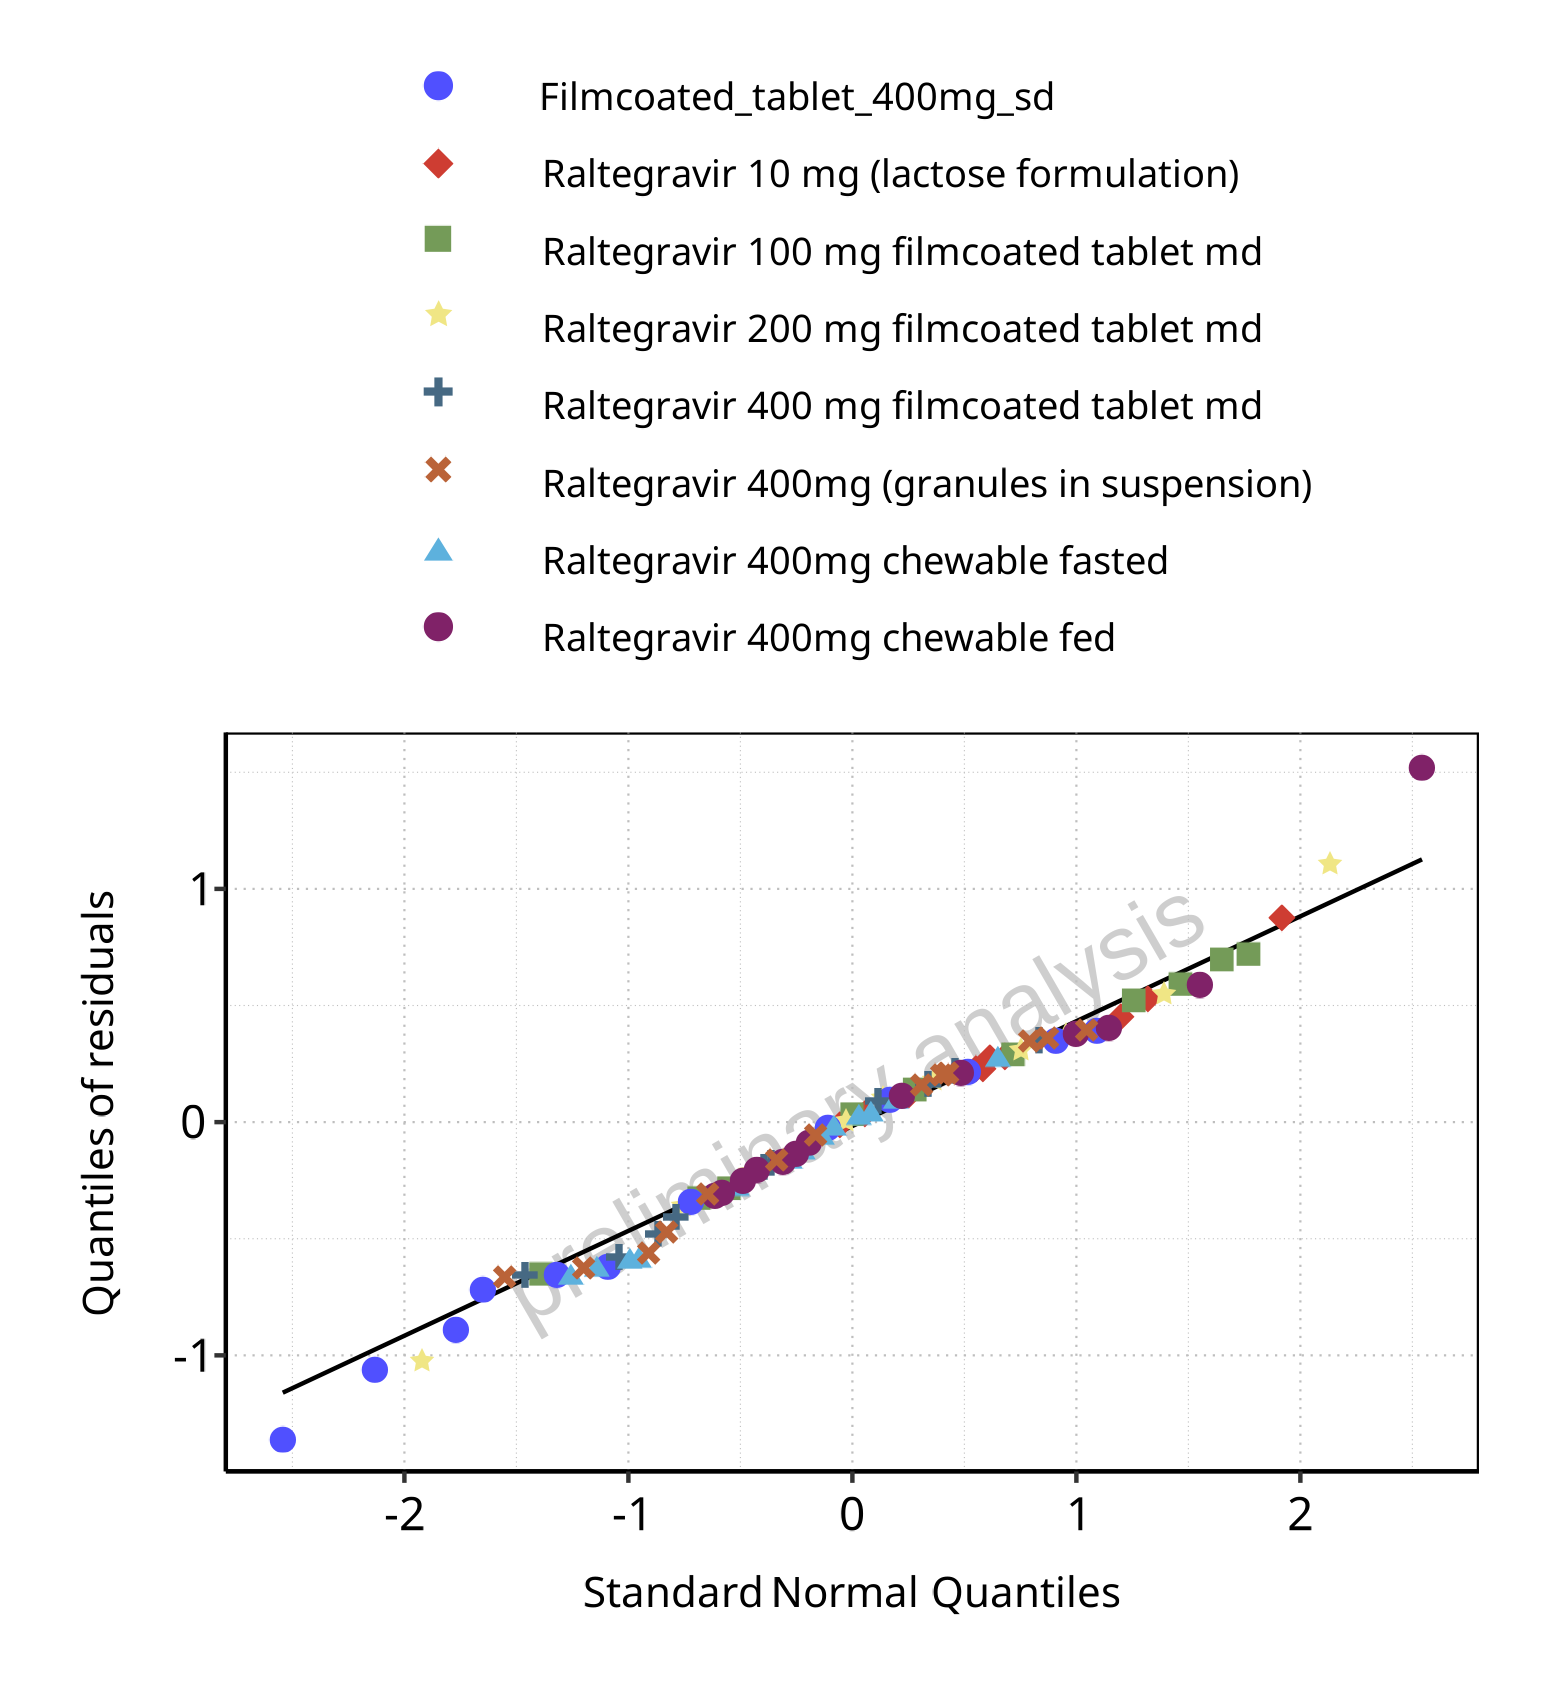 Filmcoated_tablet_400mg_sd
Raltegravir 10 mg (lactose formulation)
Raltegravir 100 mg filmcoated tablet md
Raltegravir 200 mg filmcoated tablet md
Raltegravir 400 mg filmcoated tablet md
Raltegravir 400mg (granules in suspension)
Raltegravir 400mg chewable fasted
Raltegravir 400mg chewable fed
Quantiles of residuals
1
0
-1
preliminary analysis
-2 -1 0 1 2
Standard Normal Quantiles